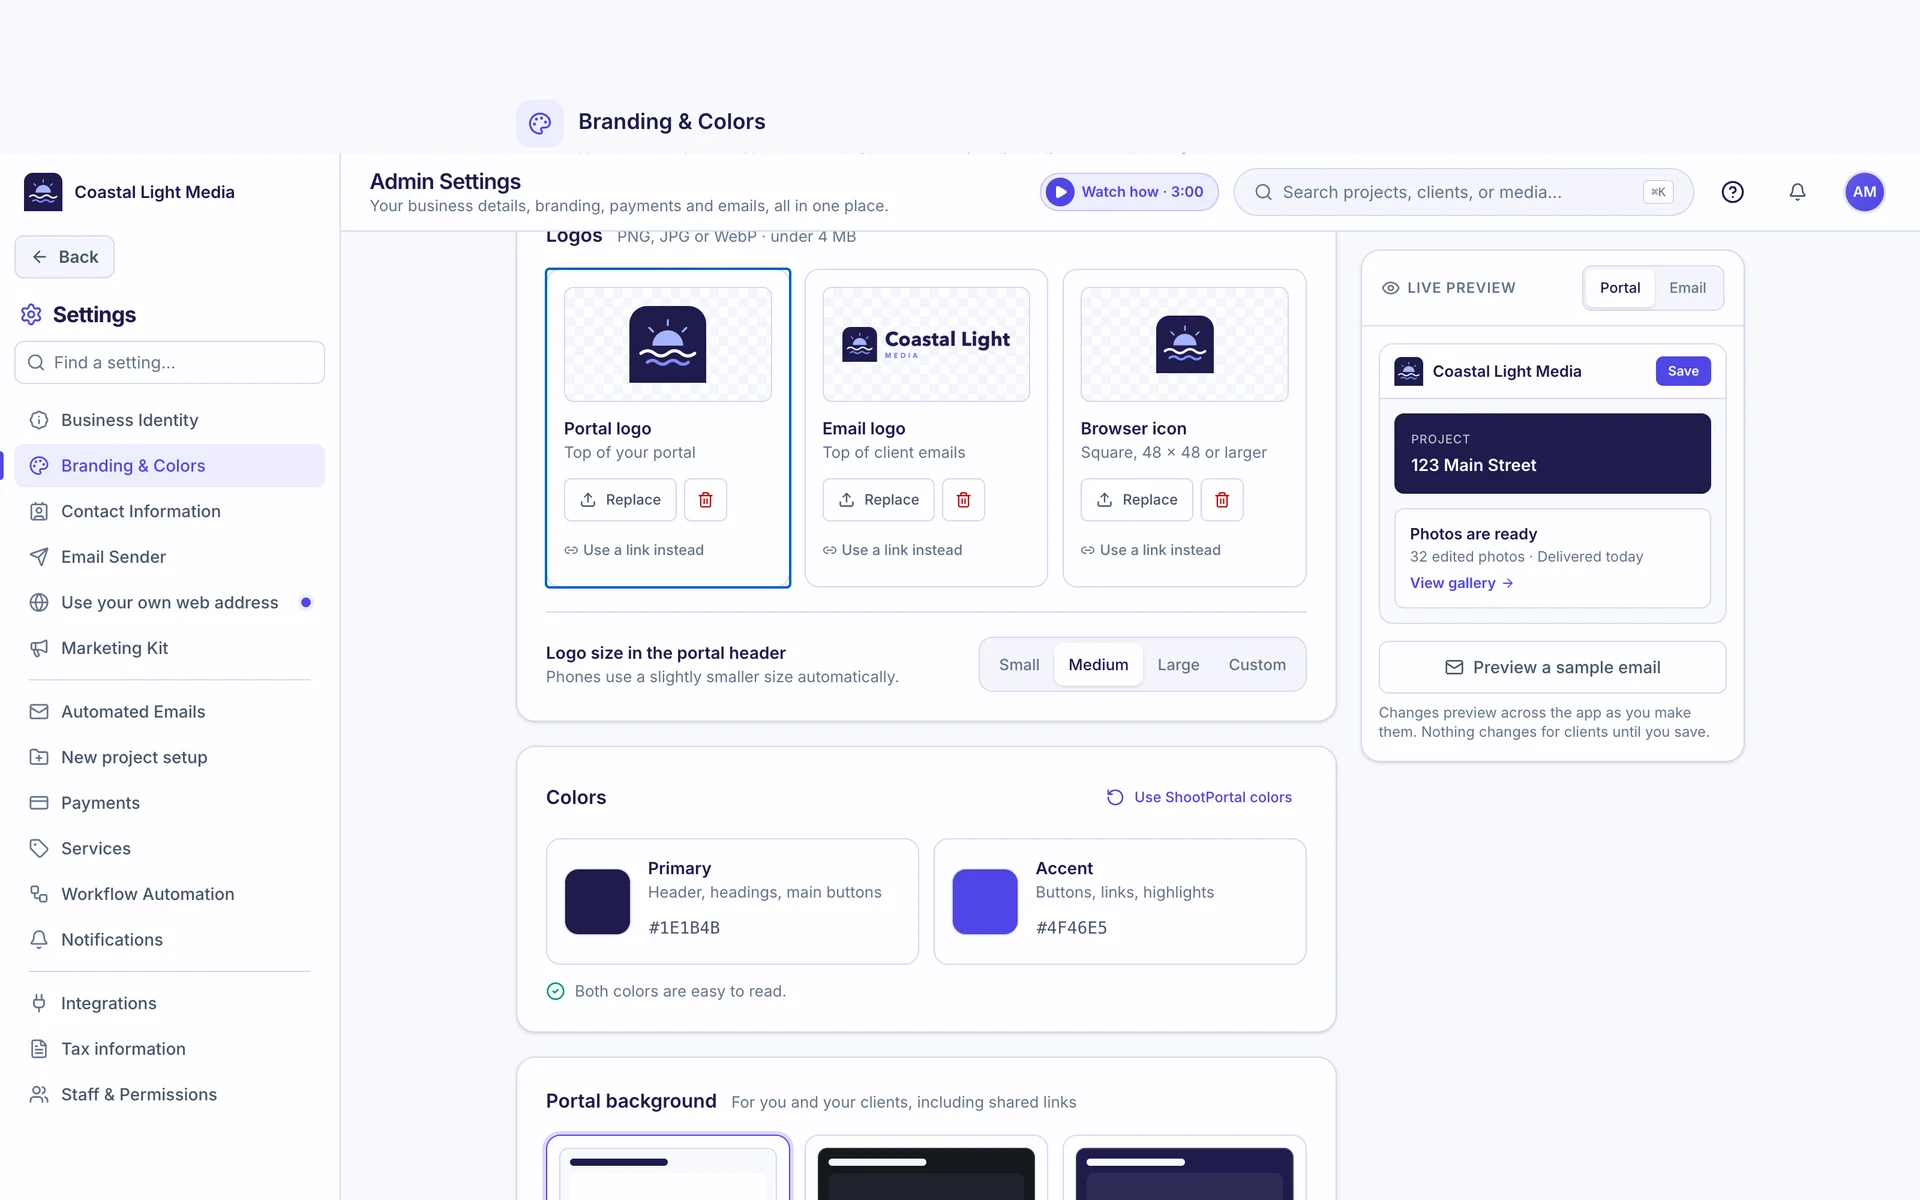 Branding & Colors
Coastal Light Media
Admin Settings
Your business details, branding, payments and emails, all in one place.
Watch how · 3:00
Search projects, clients, or media...
⌘K
AM
Back
Settings
Find a setting...
Business Identity
Branding & Colors
Contact Information
Email Sender
Use your own web address
Marketing Kit
Automated Emails
New project setup
Payments
Services
Workflow Automation
Notifications
Integrations
Tax information
Staff & Permissions
Logos PNG, JPG or WebP · under 4 MB
Portal logo
Top of your portal
Replace
Use a link instead
Coastal Light
MEDIA
Email logo
Top of client emails
Replace
Use a link instead
Browser icon
Square, 48 × 48 or larger
Replace
Use a link instead
Logo size in the portal header
Phones use a slightly smaller size automatically.
Small Medium Large Custom
Colors
Use ShootPortal colors
Primary
Header, headings, main buttons
#1E1B4B
Accent
Buttons, links, highlights
#4F46E5
Both colors are easy to read.
Portal background For you and your clients, including shared links
LIVE PREVIEW
Portal Email
Coastal Light Media
Save
PROJECT
123 Main Street
Photos are ready
32 edited photos · Delivered today
View gallery →
Preview a sample email
Changes preview across the app as you make
them. Nothing changes for clients until you save.